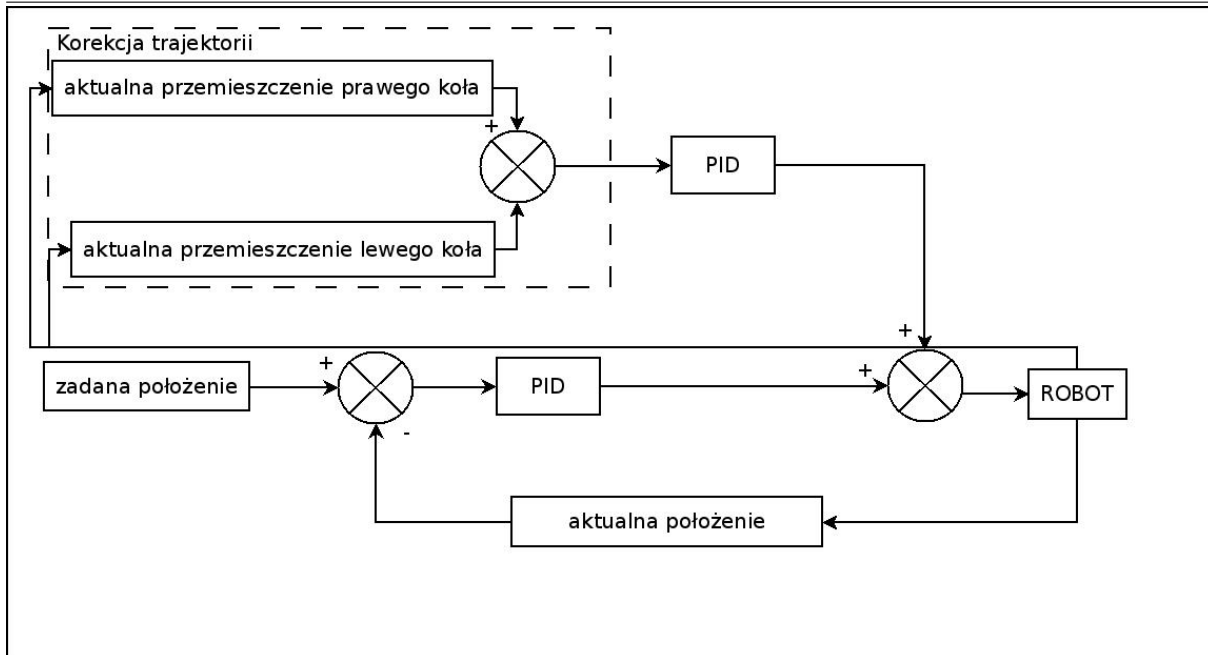 Korekcja trajektorii
aktualna przemieszczenie prawego koła
+
PID
aktualna przemieszczenie lewego koła
+
+
+
zadana położenie
PID
ROBOT
-
aktualna położenie